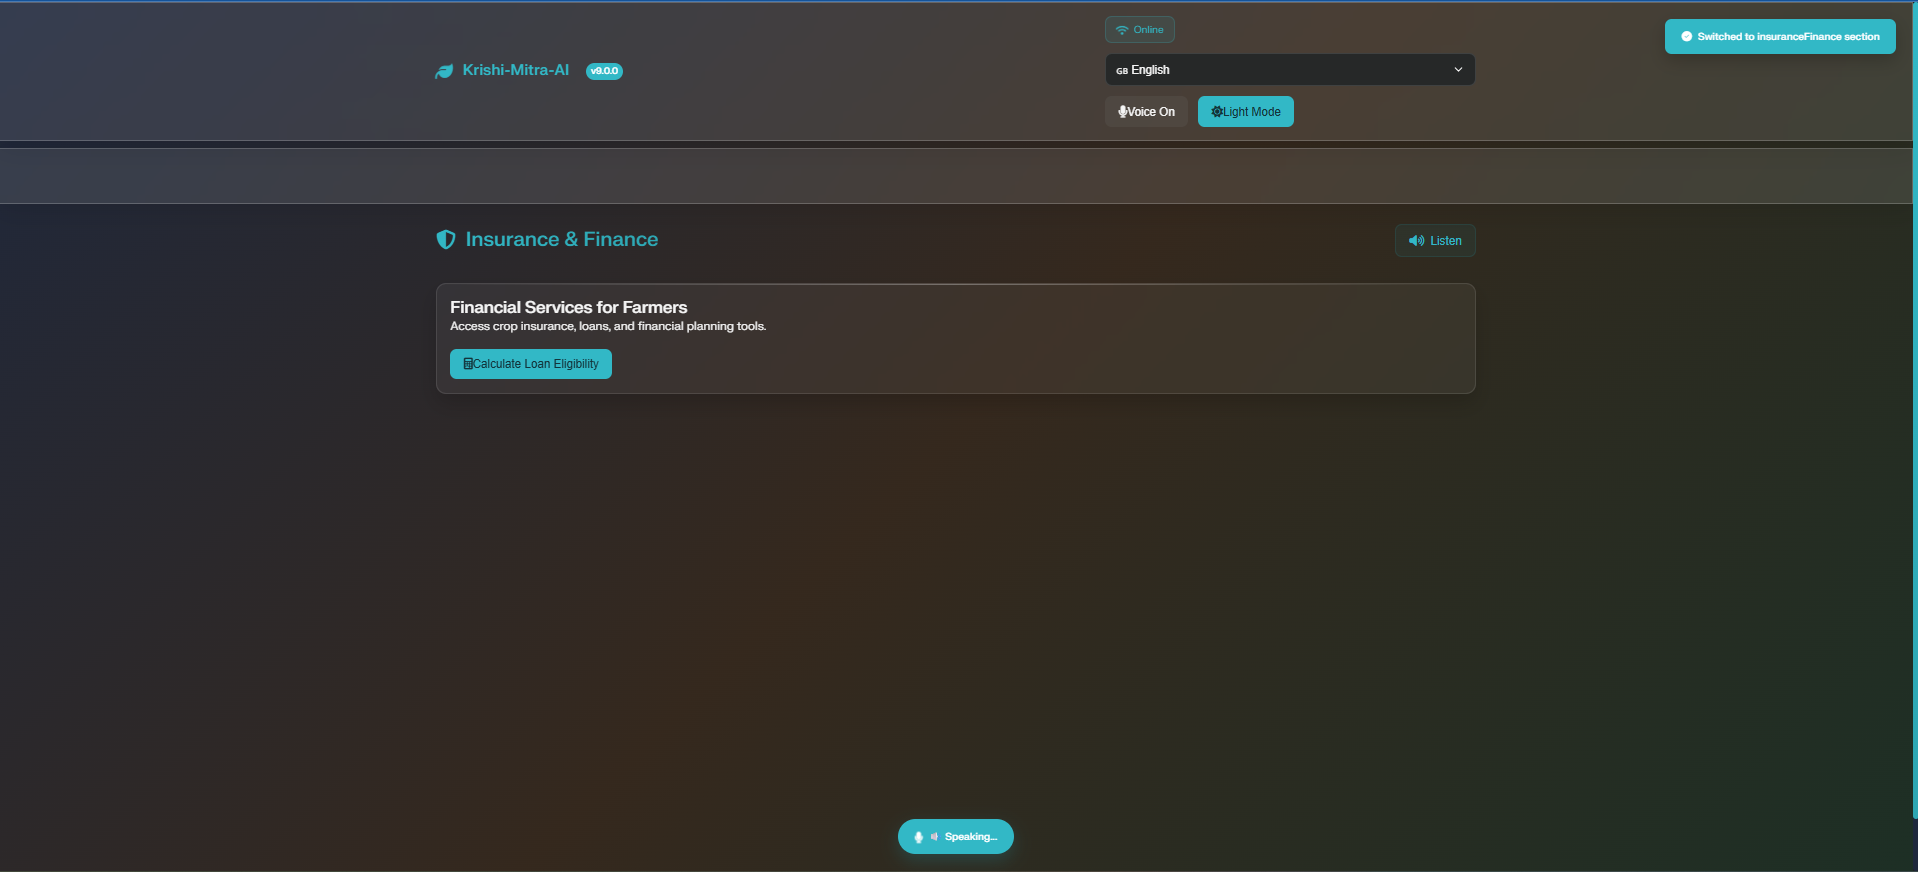 Online
Switched to insuranceFinance section
Krishi-Mitra-AI v9.0.0
GB English
Voice On Light Mode
Insurance & Finance
Listen
Financial Services for Farmers
Access crop insurance, loans, and financial planning tools.
Calculate Loan Eligibility
Speaking...